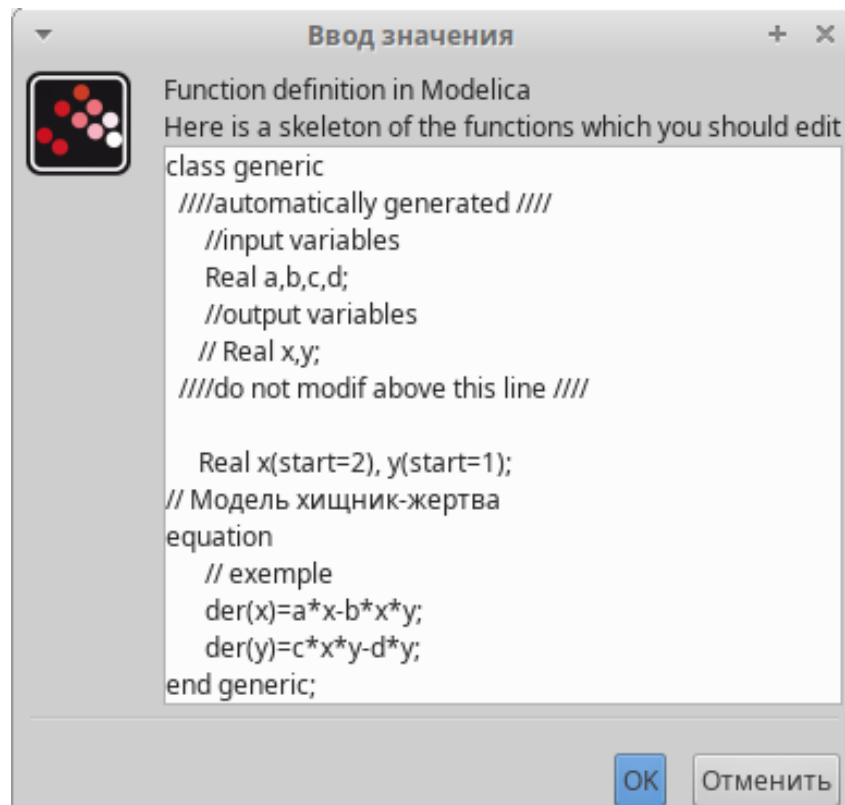 Ввод значения
Function definition in Modelica
Here is a skeleton of the functions which you should edit
class generic
////automatically generated ////
//input variables
Real a,b,c,d;
//output variables
// Real x,y;
////do not modif above this line ////
Real x(start=2), y(start=1);
// Модель хищник-жертва
equation
// exemple
der(x)=a*x-b*x*y;
der(y)=c*x*y-d*y;
end generic;
OK
Отменить